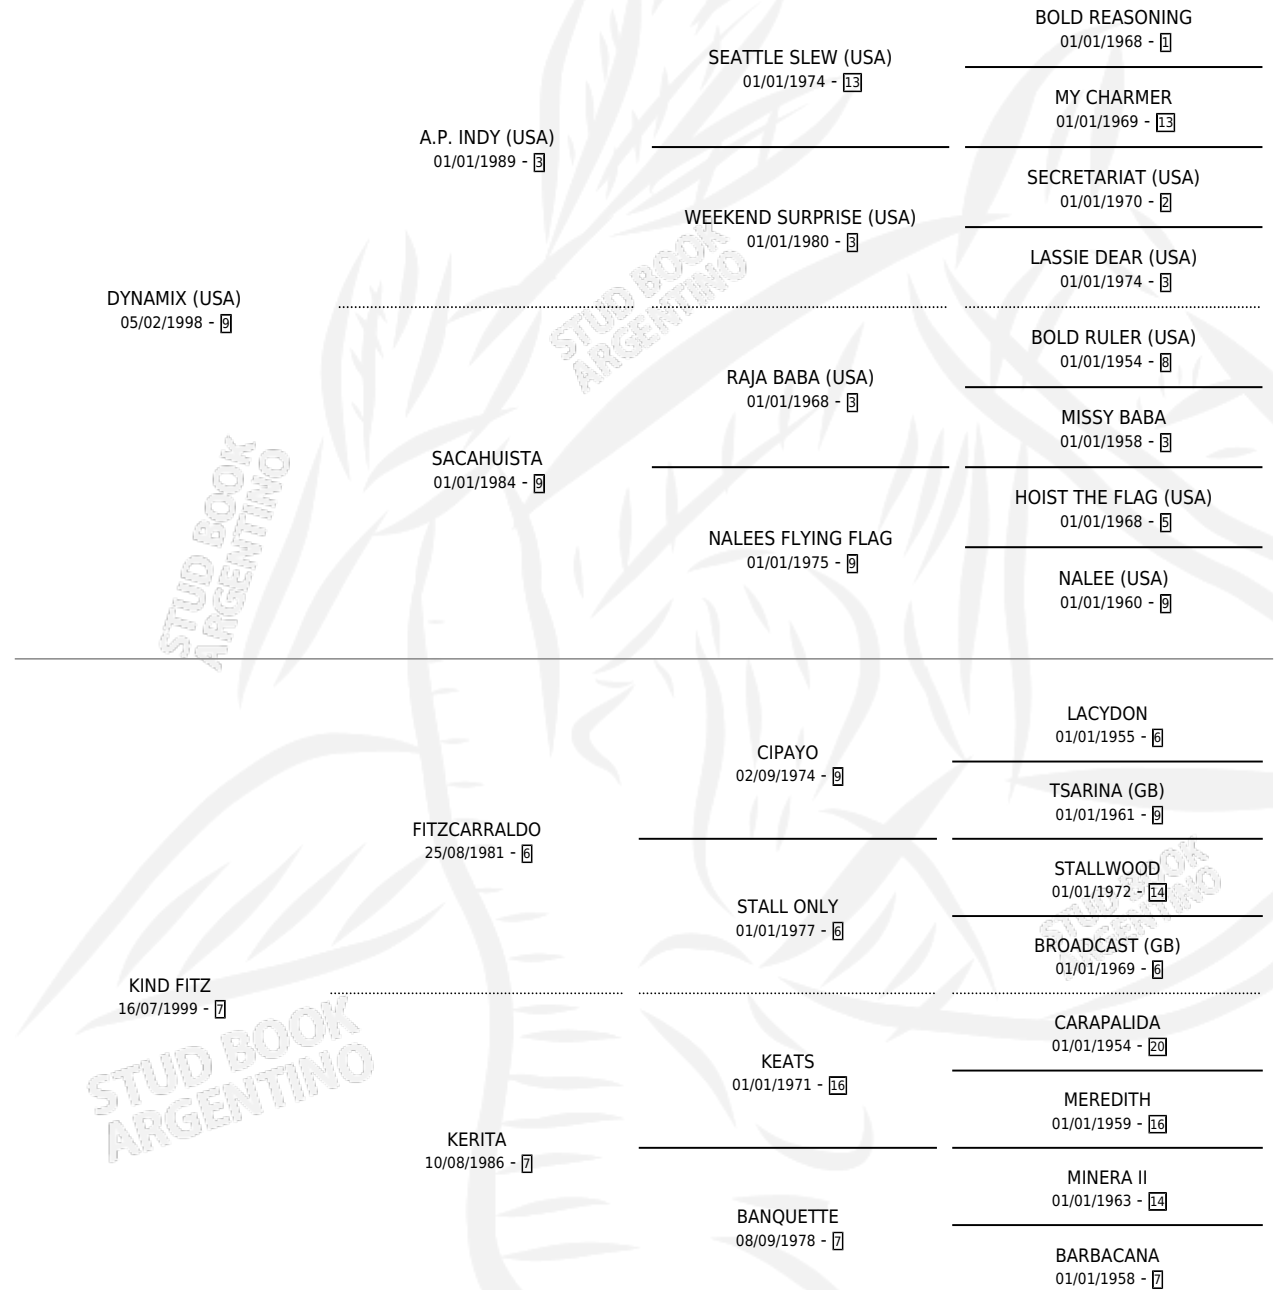 BOLD REASONING
01/01/1968 - 1
SEATTLE SLEW (USA)
01/01/1974 - 13
MY CHARMER
01/01/1969 - 13
A.P. INDY (USA)
01/01/1989 - 3
SECRETARIAT (USA)
01/01/1970 - 2
WEEKEND SURPRISE (USA)
01/01/1980 - 3
LASSIE DEAR (USA)
01/01/1974 - 3
DYNAMIX (USA)
05/02/1998 - 9
BOLD RULER (USA)
01/01/1954 - 8
RAJA BABA (USA)
01/01/1968 - 3
MISSY BABA
01/01/1958 - 3
SACAHUISTA
01/01/1984 - 9
HOIST THE FLAG (USA)
01/01/1968 - 5
NALEES FLYING FLAG
01/01/1975 - 9
NALEE (USA)
01/01/1960 - 9
LACYDON
01/01/1955 - 6
CIPAYO
02/09/1974 - 9
TSARINA (GB)
01/01/1961 - 9
FITZCARRALDO
25/08/1981 - 6
STALLWOOD
01/01/1972 - 14
STALL ONLY
01/01/1977 - 6
BROADCAST (GB)
01/01/1969 - 6
KIND FITZ
16/07/1999 - 7
CARAPALIDA
01/01/1954 - 20
KEATS
01/01/1971 - 16
MEREDITH
01/01/1959 - 16
KERITA
10/08/1986 - 7
MINERA II
01/01/1963 - 14
BANQUETTE
08/09/1978 - 7
BARBACANA
01/01/1958 - 7
STUD BOOK
ARGENTINO
STUD BOOK
ARGENTINO
STUD BOOK
ARGENTINO
STUD BOOK
ARGENTINO